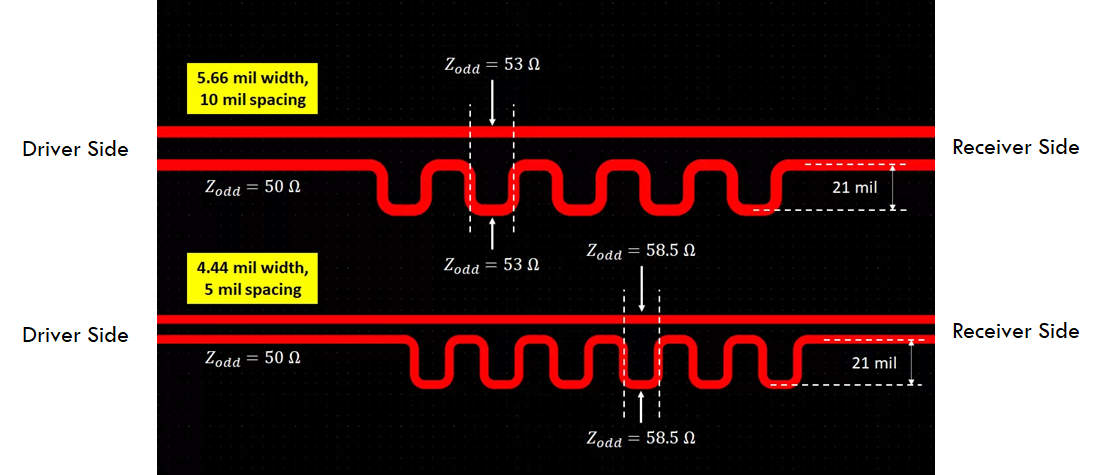 Z_odd = 53 Ω
5.66 mil width,
10 mil spacing
Driver Side
Receiver Side
Z_odd = 50 Ω
21 mil
Z_odd = 53 Ω
Z_odd = 58.5 Ω
4.44 mil width,
5 mil spacing
Driver Side
Receiver Side
Z_odd = 50 Ω
21 mil
Z_odd = 58.5 Ω